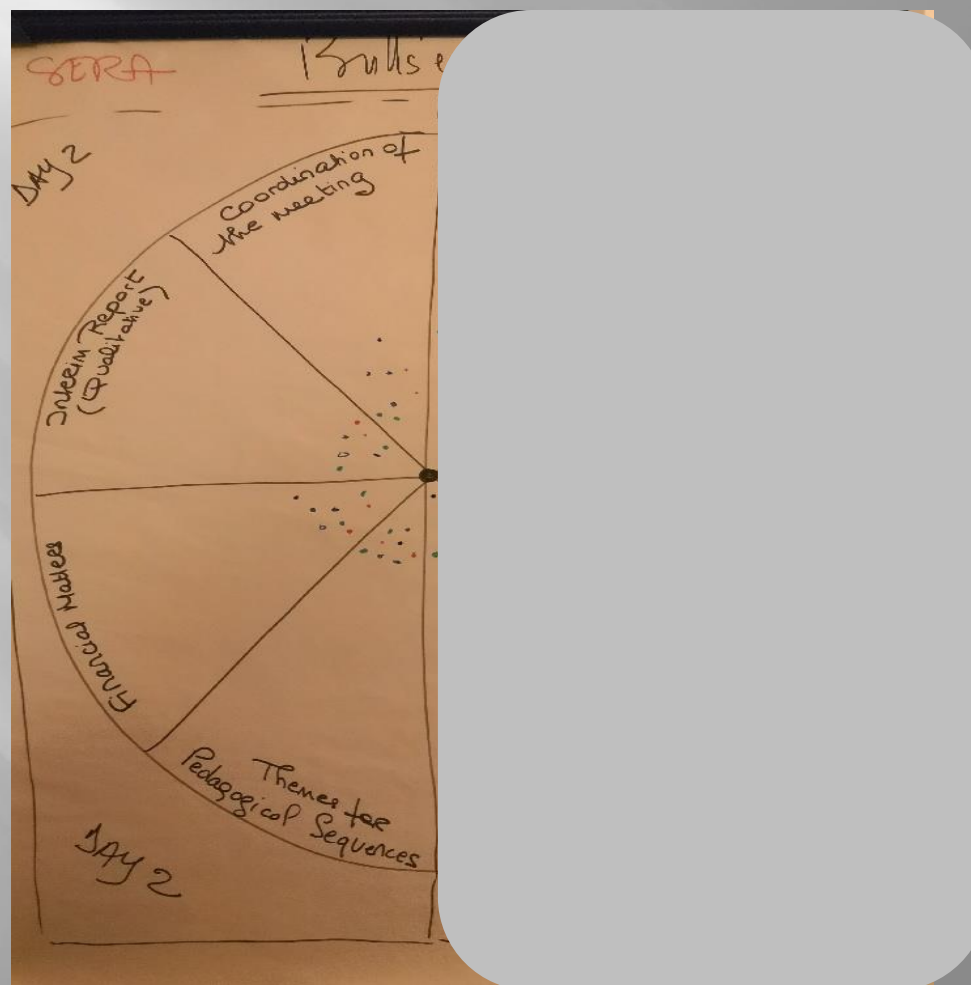 SERA
Bulls e
DAY 2
Coordination of
the meeting
Interim Report
(Qualitative)
Financial Matters
Themes for
Pedagogical Sequences
DAY 2